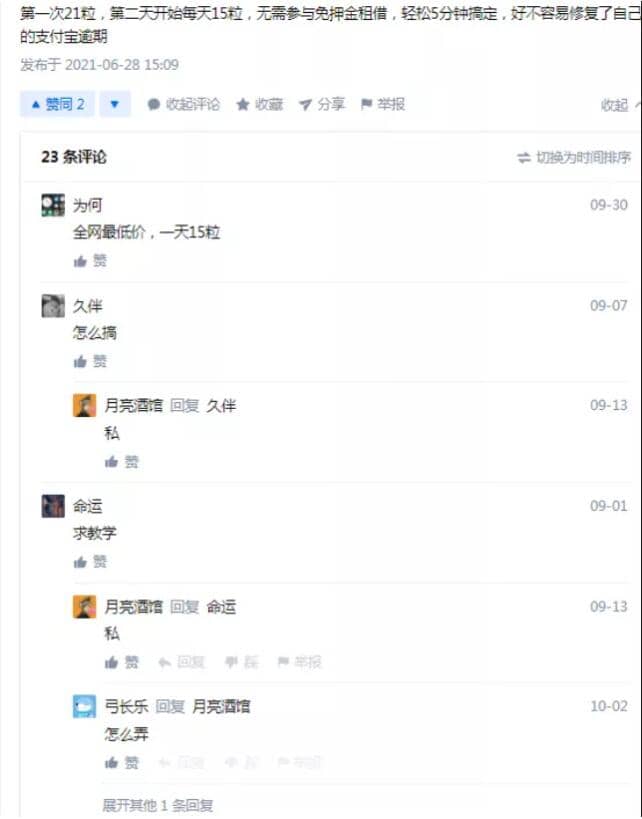 第一次21粒，第二天开始每天15粒，无需参与免押金租借，轻松5分钟搞定，好不容易修复了自己
的支付宝逾期
发布于 2021-06-28 15:09
赞同 2 收起评论 收藏 分享 举报 收起
23 条评论 切换为时间排序
为何 09-30
全网最低价，一天15粒
赞
久伴 09-07
怎么搞
赞
月亮酒馆 回复 久伴 09-13
私
赞
命运 09-01
求教学
赞
月亮酒馆 回复 命运 09-13
私
赞 回复 踩 举报
弓长乐 回复 月亮酒馆 10-02
怎么弄
赞 回复 踩 举报
展开其他 1 条回复